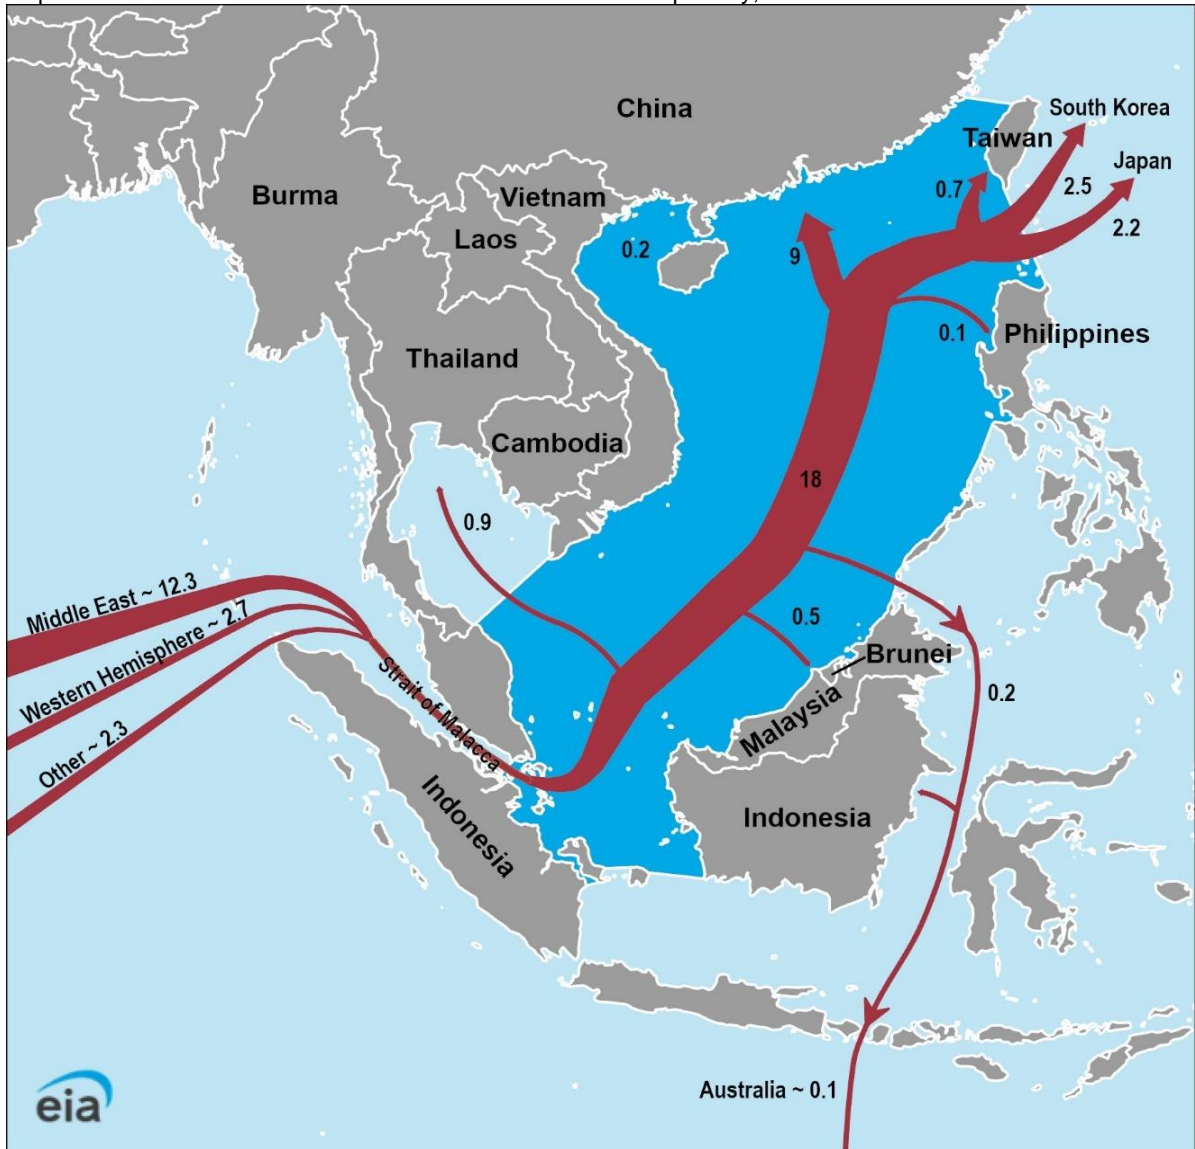 China
South Korea
Taiwan
Japan
Burma
Vietnam
0.7
2.5
2.2
Laos
0.2
9
Thailand
0.1
Philippines
Cambodia
18
0.9
Middle East ~ 12.3
Western Hemisphere ~ 2.7
Other ~ 2.3
Strait of Malacca
0.5
Brunei
0.2
Malaysia
Indonesia
Indonesia
eia
Australia ~ 0.1